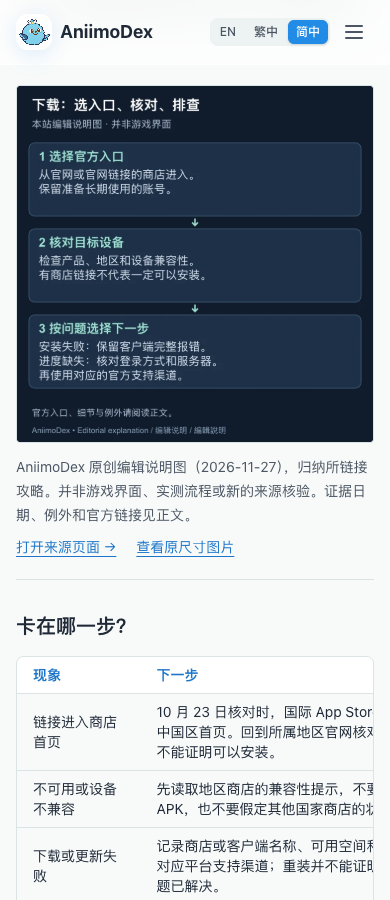 AniimoDex
EN 繁中 简中
下载：选入口、核对、排查
本站编辑说明图 · 并非游戏界面
1 选择官方入口
从官网或官网链接的商店进入。
保留准备长期使用的账号。
↓
2 核对目标设备
检查产品、地区和设备兼容性。
有商店链接不代表一定可以安装。
↓
3 按问题选择下一步
安装失败：保留客户端完整报错。
进度缺失：核对登录方式和服务器。
再使用对应的官方支持渠道。
官方入口、细节与例外请阅读正文。
AniimoDex • Editorial explanation / 编辑说明 / 編輯說明
AniimoDex 原创编辑说明图（2026-11-27），归纳所链接
攻略。并非游戏界面、实测流程或新的来源核验。证据日
期、例外和官方链接见正文。
打开来源页面 → 查看原尺寸图片
卡在哪一步？
现象 下一步
链接进入商店
首页
10 月 23 日核对时，国际 App Stor
中国区首页。回到所属地区官网核
不能证明可以安装。
不可用或设备
不兼容
先读取地区商店的兼容性提示，不
APK，也不要假定其他国家商店的
下载或更新失
败
记录商店或客户端名称、可用空间
对应平台支持渠道；重装并不能证
题已解决。